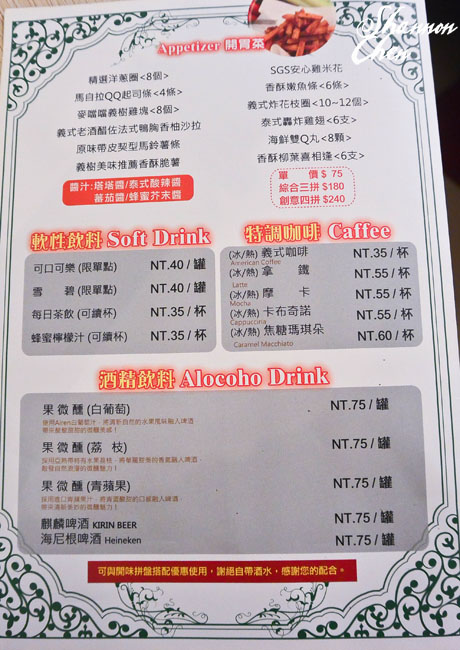 Shannon
Chen
Appetizer 開胃菜
精選洋蔥圈<8個>
馬自拉QQ起司條<4條>
麥噹噹義樹雞塊<8個>
義式老酒醋佐法式鴨胸香柚沙拉
原味帶皮契型馬鈴薯條
義樹美味推薦香酥脆薯
醬汁:塔塔醬/泰式酸辣醬
蕃茄醬/蜂蜜芥末醬
SGS安心雞米花
香酥嫩魚條<6條>
義式炸花枝圈<10~12個>
泰式轟炸雞翅<6支>
海鮮雙Q丸<8顆>
香酥柳葉喜相逢<6支>
單 價 $ 75
綜合三拼 $180
創意四拼 $240
軟性飲料 Soft Drink
可口可樂 (限單點) NT.40 / 罐
雪 碧 (限單點) NT.40 / 罐
每日茶飲 (可續杯) NT.35 / 杯
蜂蜜檸檬汁 (可續杯) NT.35 / 杯
特調咖啡 Caffee
(冰/熱) 義式咖啡 NT.35 / 杯
American Coffee
(冰/熱) 拿 鐵 NT.55 / 杯
Latte
(冰/熱) 摩 卡 NT.55 / 杯
Mocha
(冰/熱) 卡布奇諾 NT.55 / 杯
Cappuccina
(冰/熱) 焦糖瑪琪朵 NT.60 / 杯
Caramel Macchiato
酒精飲料 Alocoho Drink
果 微 醺 (白葡萄) NT.75 / 罐
果 微 醺 (荔 枝) NT.75 / 罐
果 微 醺 (青蘋果) NT.75 / 罐
麒麟啤酒 KIRIN BEER NT.75 / 罐
海尼根啤酒 Heineken NT.75 / 罐
可與開味拼盤搭配優惠使用，謝絕自帶酒水，感謝您的配合。